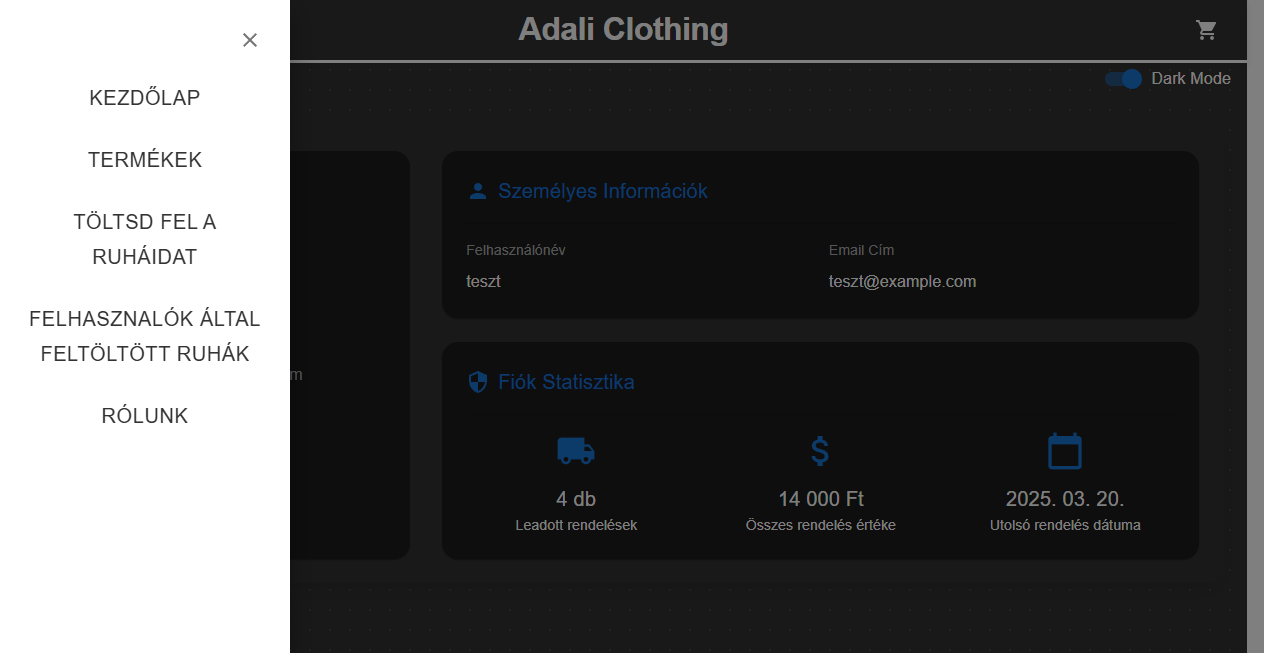 KEZDŐLAP
TERMÉKEK
TÖLTSD FEL A
RUHÁIDAT
FELHASZNALÓK ÁLTAL
FELTÖLTÖTT RUHÁK
RÓLUNK
Adali Clothing
Dark Mode
m
Személyes Információk
Felhasználónév
Email Cím
teszt
teszt@example.com
Fiók Statisztika
4 db
14 000 Ft
2025. 03. 20.
Leadott rendelések
Összes rendelés értéke
Utolsó rendelés dátuma